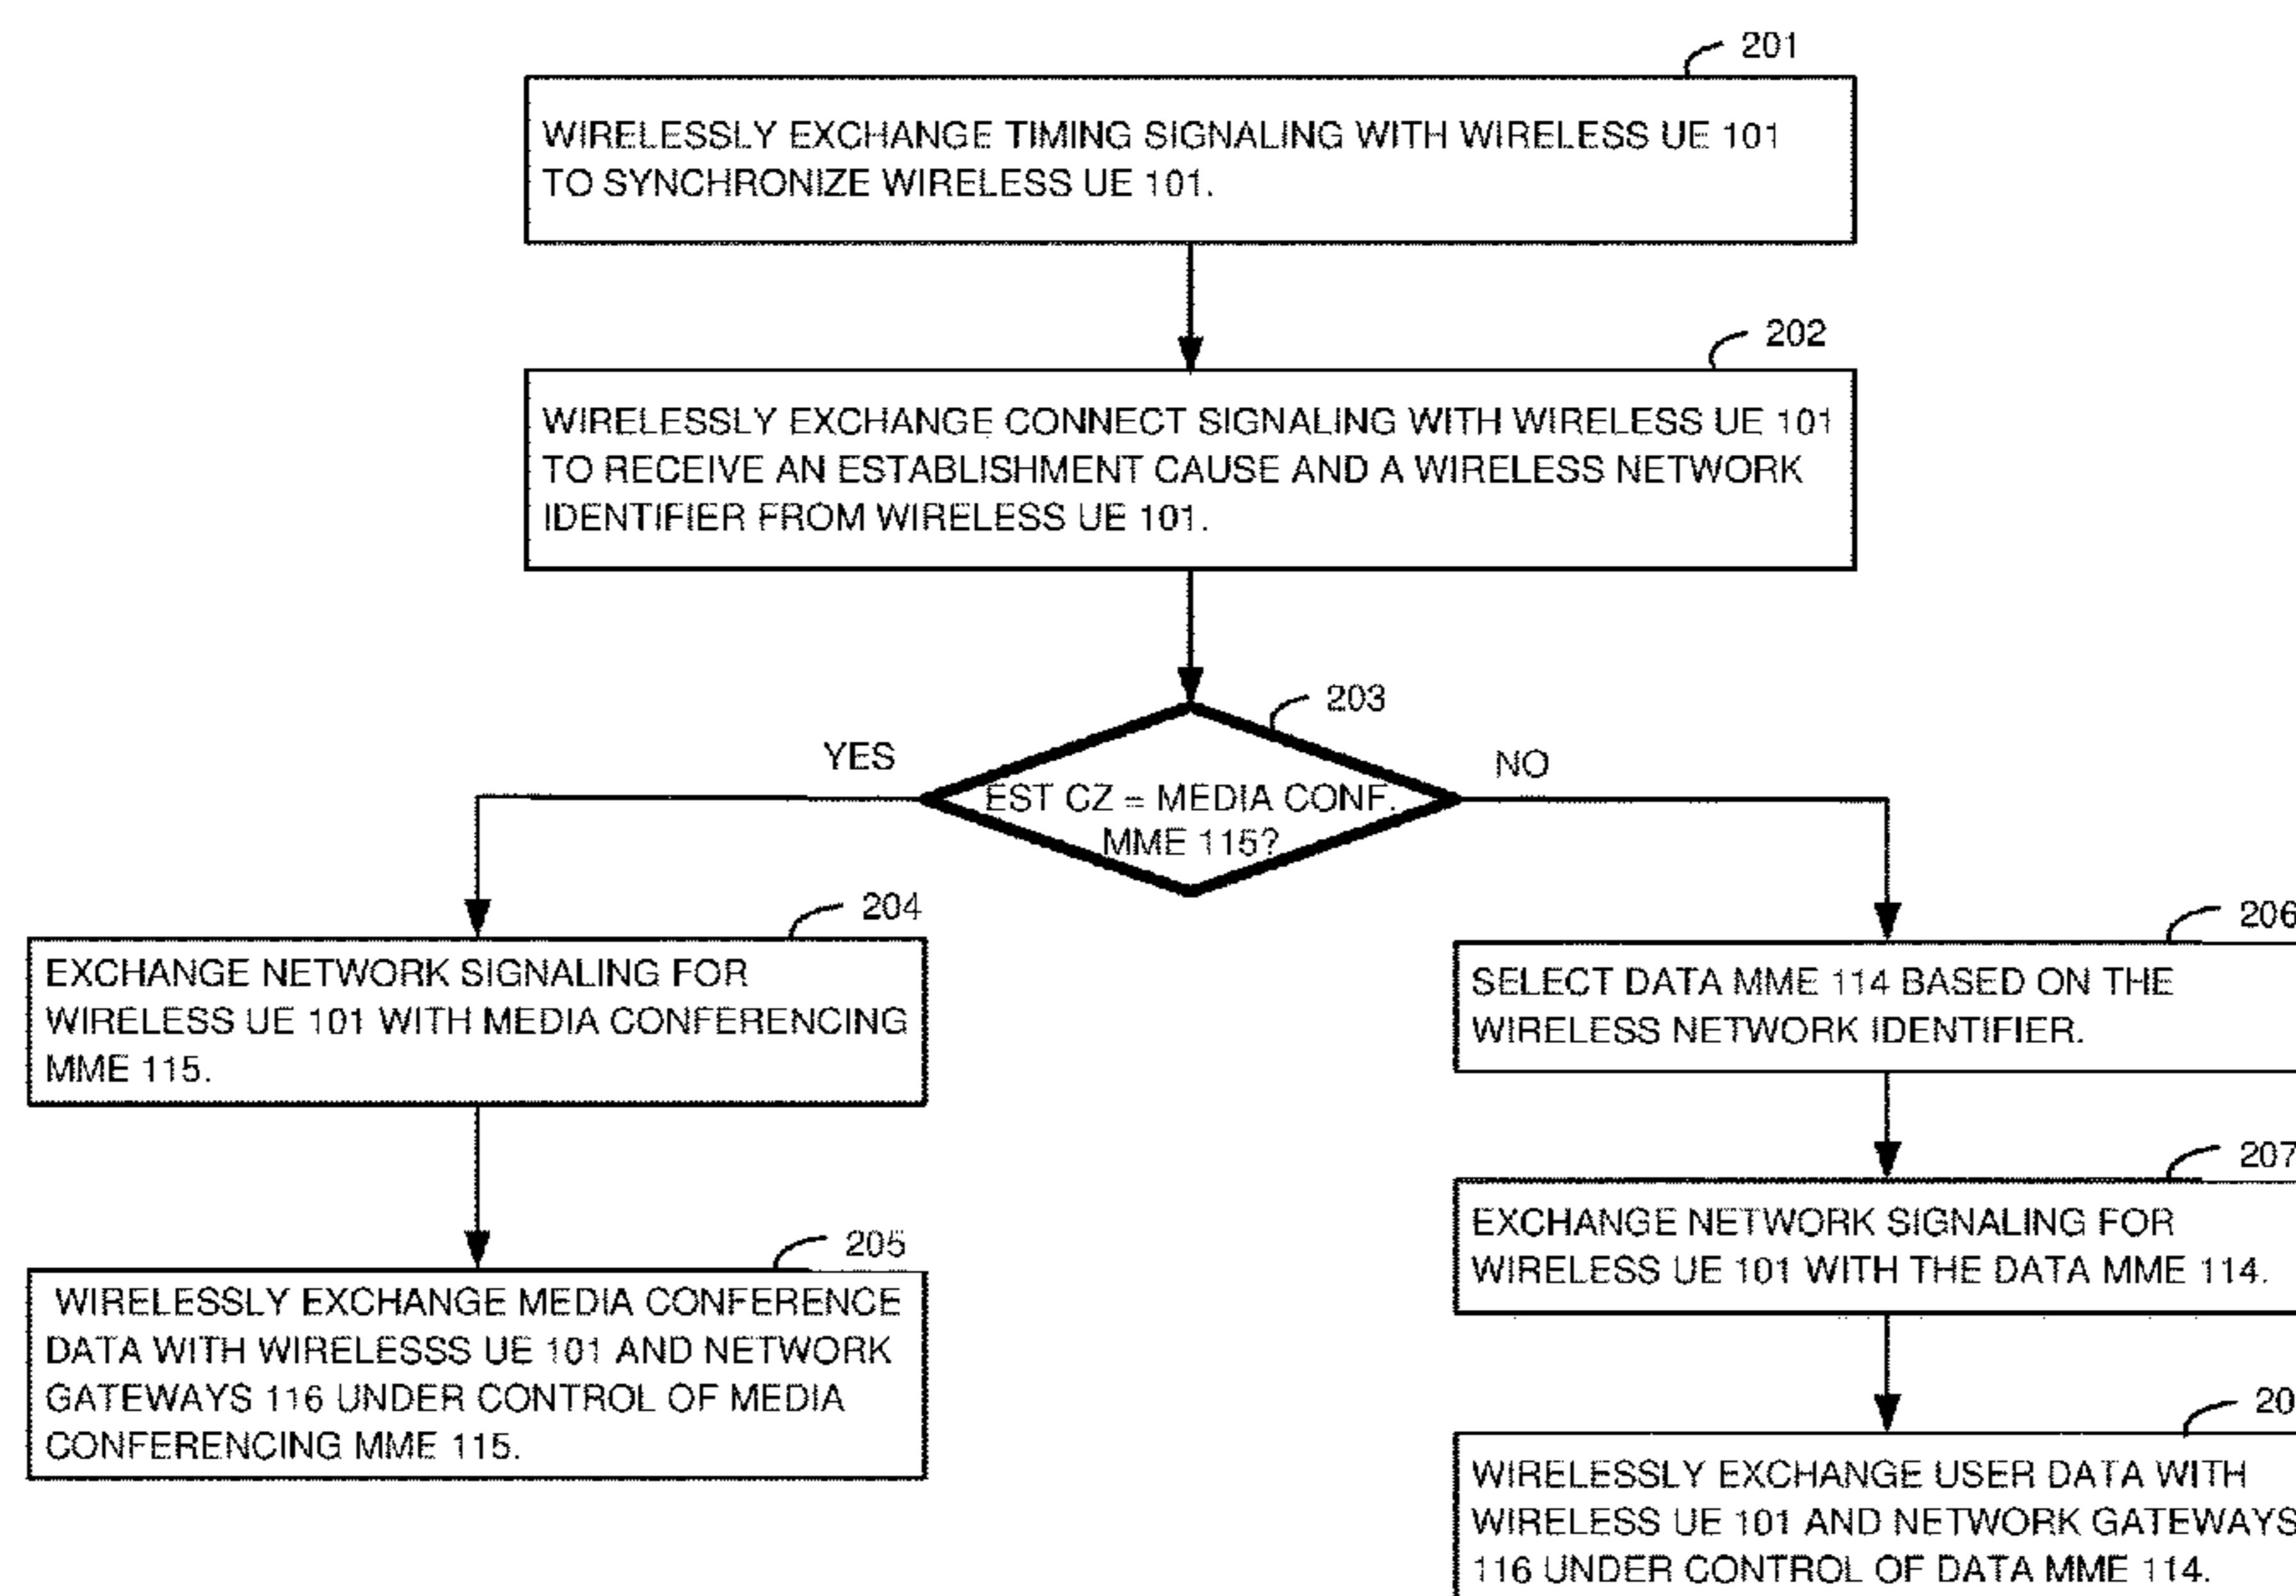 201
WIRELESSLY EXCHANGE TIMING SIGNALING WITH WIRELESS UE 101
TO SYNCHRONIZE WIRELESS UE 101.
202
WIRELESSLY EXCHANGE CONNECT SIGNALING WITH WIRELESS UE 101
TO RECEIVE AN ESTABLISHMENT CAUSE AND A WIRELESS NETWORK
IDENTIFIER FROM WIRELESS UE 101.
203
YES
NO
EST CZ = MEDIA CONF.
MME 115?
204
EXCHANGE NETWORK SIGNALING FOR
WIRELESS UE 101 WITH MEDIA CONFERENCING
MME 115.
205
WIRELESSLY EXCHANGE MEDIA CONFERENCE
DATA WITH WIRELESSS UE 101 AND NETWORK
GATEWAYS 116 UNDER CONTROL OF MEDIA
CONFERENCING MME 115.
206
SELECT DATA MME 114 BASED ON THE
WIRELESS NETWORK IDENTIFIER.
207
EXCHANGE NETWORK SIGNALING FOR
WIRELESS UE 101 WITH THE DATA MME 114.
WIRELESSLY EXCHANGE USER DATA WITH
WIRELESS UE 101 AND NETWORK GATEWAYS
116 UNDER CONTROL OF DATA MME 114.